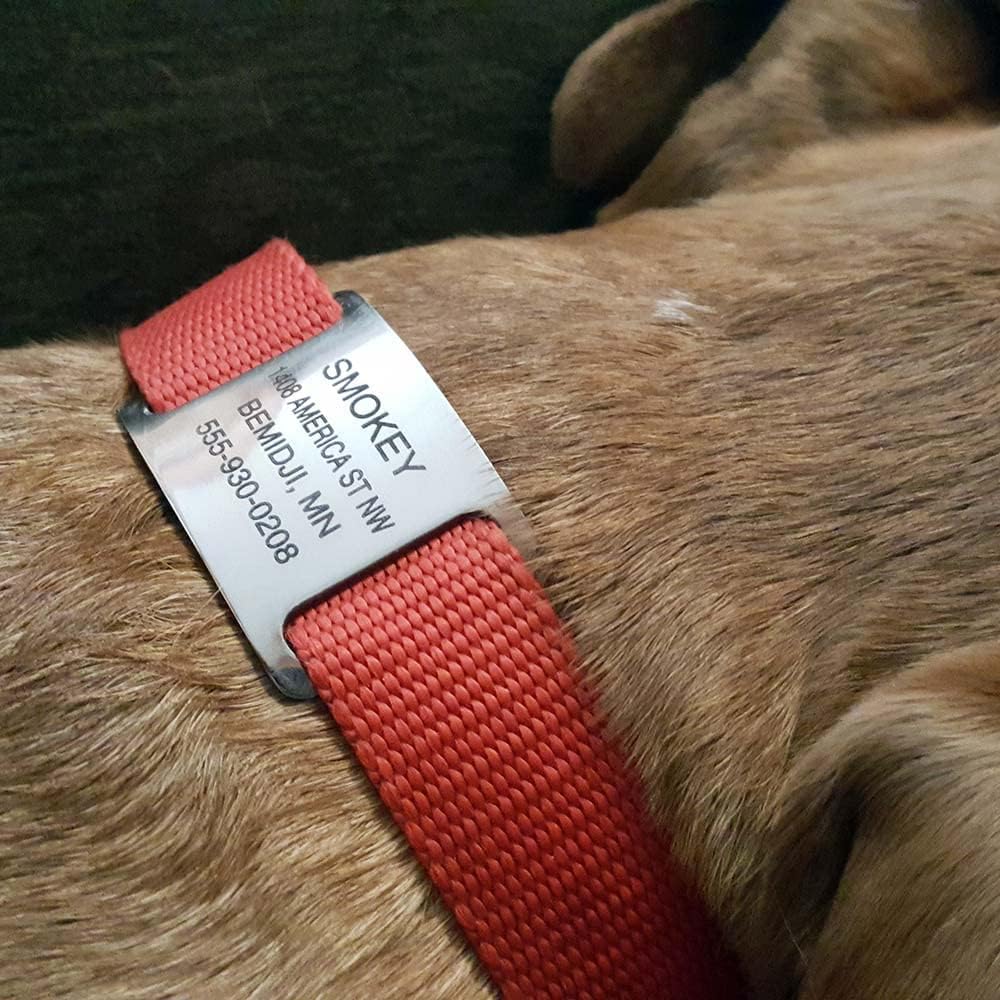 SMOKEY
1408 AMERICA ST NW
BEMIDJI, MN
555-930-0208